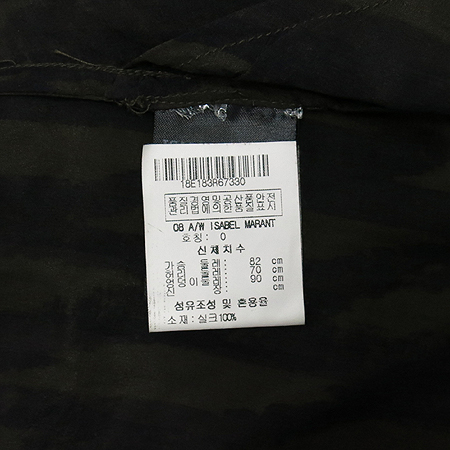 18E183R67330
품질경영및공산품안전
관리법에의한품질표시
08 A/W ISABEL MARANT
호칭: 0
신체치수
가슴둘레 : 82 cm
허리둘레 : 70 cm
엉덩이둘레 : 90 cm
신장 : cm
섬유조성 및 혼용율
소재:실크100%